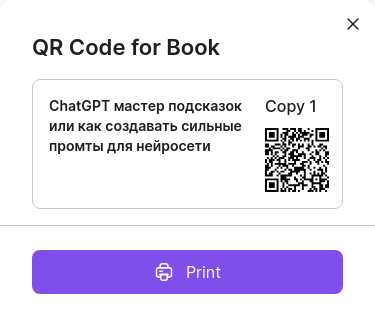 QR Code for Book
ChatGPT мастер подсказок
или как создавать сильные
промты для нейросети
Copy 1
Print